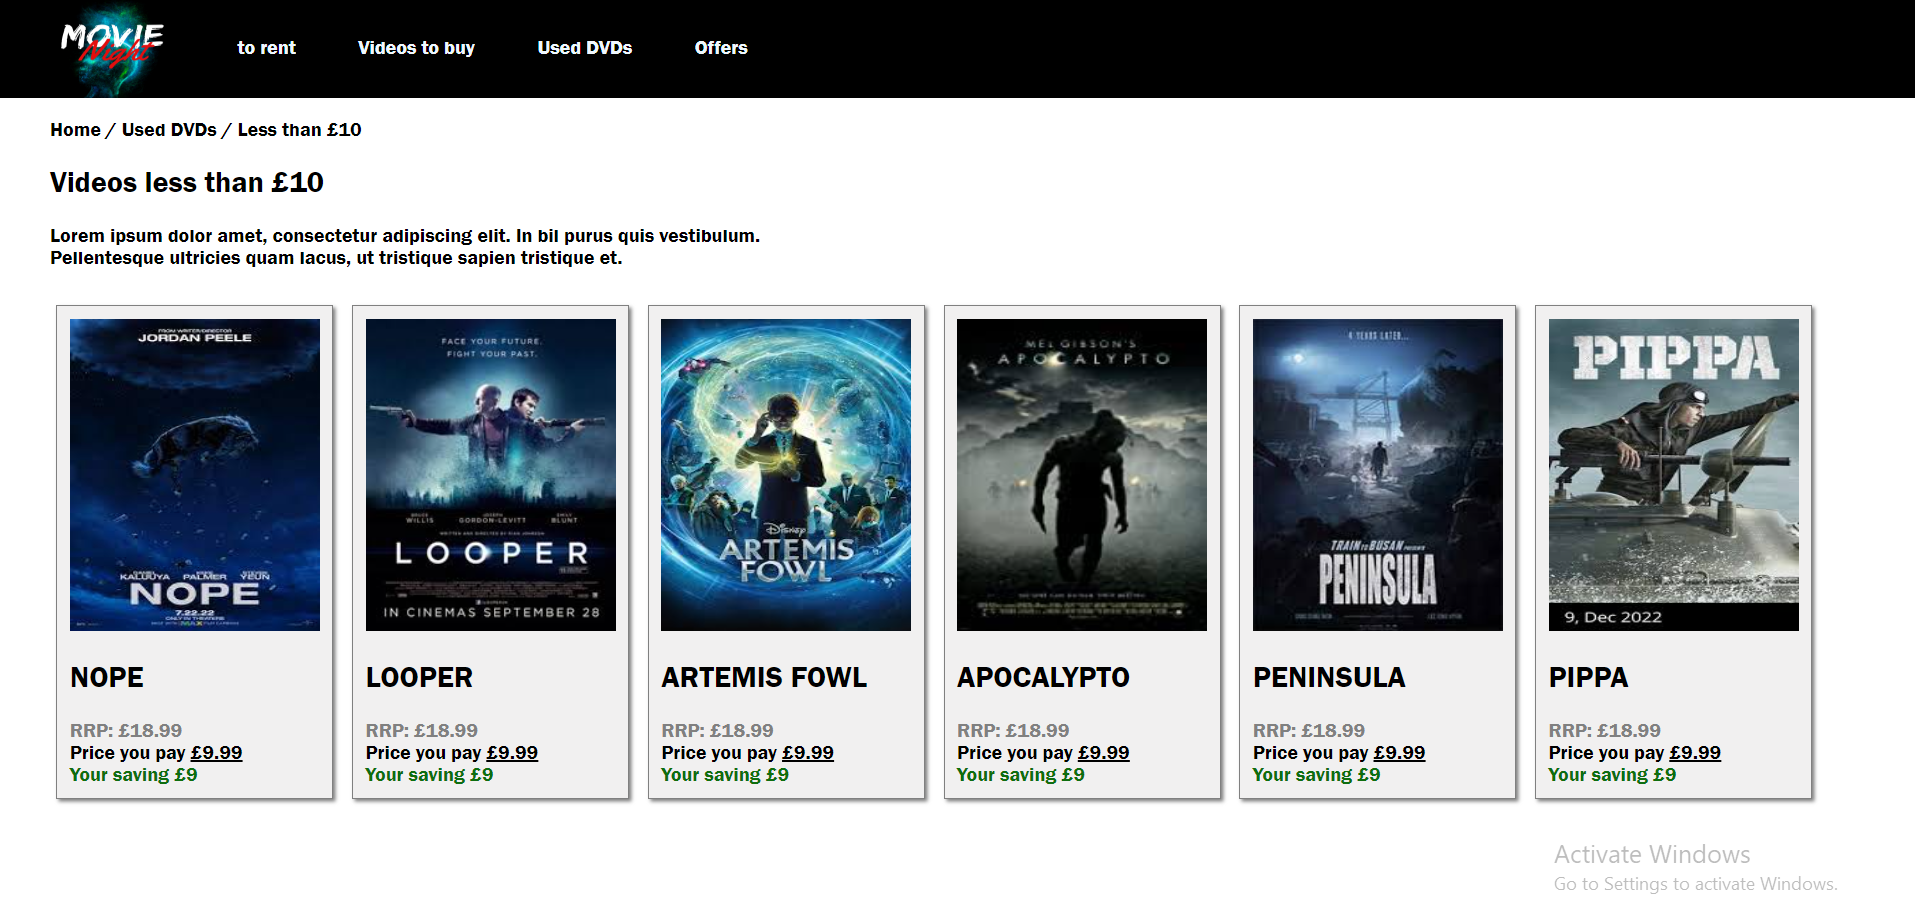 MOVIE
Night
to rent
Videos to buy
Used DVDs
Offers
Home / Used DVDs / Less than £10
Videos less than £10
Lorem ipsum dolor amet, consectetur adipiscing elit. In bil purus quis vestibulum.
Pellentesque ultricies quam lacus, ut tristique sapien tristique et.
FROM WRITER/DIRECTOR
JORDAN PEELE
KALUUYA PALMER YEUN
NOPE
7.22.22
ONLY IN THEATERS
NOPE
RRP: £18.99
Price you pay £9.99
Your saving £9
FACE YOUR FUTURE.
FIGHT YOUR PAST.
BRUCE WILLIS JOSEPH GORDON-LEVITT EMILY BLUNT
LOOPER
IN CINEMAS SEPTEMBER 28
LOOPER
RRP: £18.99
Price you pay £9.99
Your saving £9
Disney
ARTEMIS
FOWL
ARTEMIS FOWL
RRP: £18.99
Price you pay £9.99
Your saving £9
MEL GIBSON'S
APOCALYPTO
APOCALYPTO
RRP: £18.99
Price you pay £9.99
Your saving £9
4 YEARS LATER...
TRAIN TO BUSAN PRESENTS
PENINSULA
PENINSULA
RRP: £18.99
Price you pay £9.99
Your saving £9
PIPPA
9, Dec 2022
PIPPA
RRP: £18.99
Price you pay £9.99
Your saving £9
Activate Windows
Go to Settings to activate Windows.